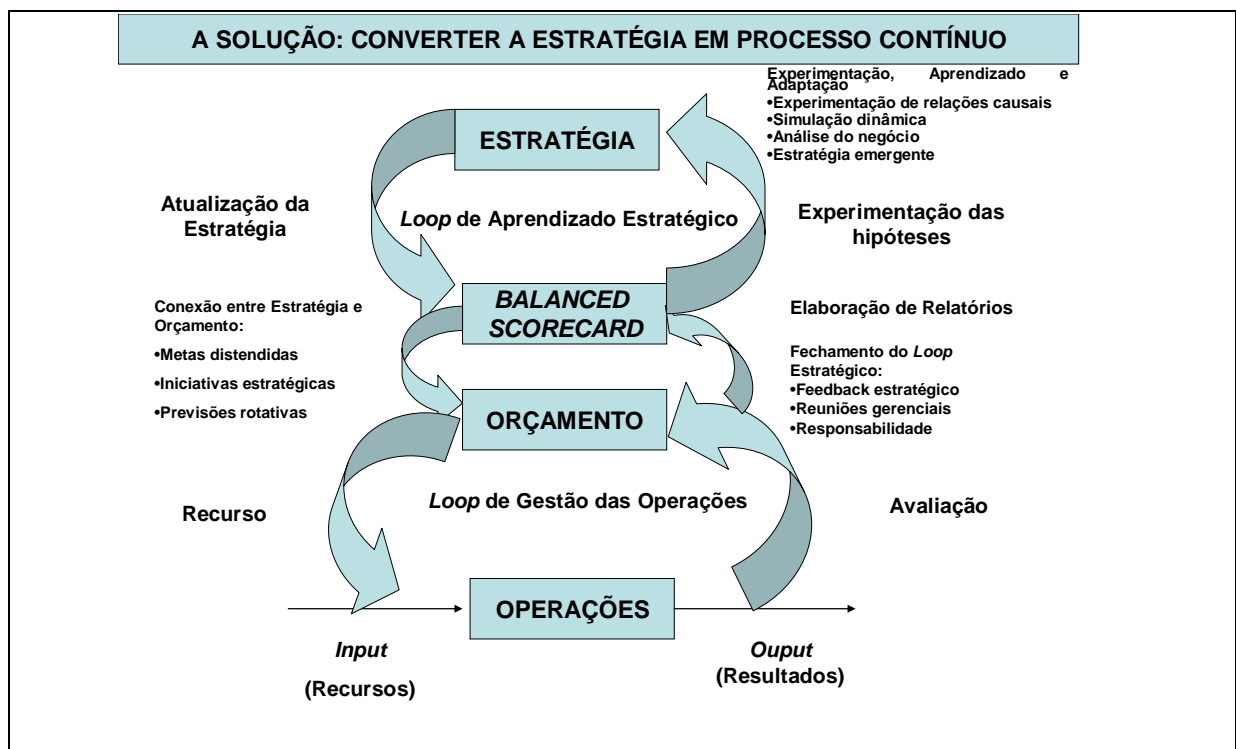 A SOLUÇÃO: CONVERTER A ESTRATÉGIA EM PROCESSO CONTÍNUO
Experimentação, Aprendizado e
Adaptação
•Experimentação de relações causais
•Simulação dinâmica
•Análise do negócio
•Estratégia emergente
ESTRATÉGIA
Atualização da
Estratégia
Loop de Aprendizado Estratégico
Experimentação das
hipóteses
Conexão entre Estratégia e
Orçamento:
•Metas distendidas
•Iniciativas estratégicas
•Previsões rotativas
BALANCED
SCORECARD
Elaboração de Relatórios
Fechamento do Loop
Estratégico:
•Feedback estratégico
•Reuniões gerenciais
•Responsabilidade
ORÇAMENTO
Recurso
Loop de Gestão das Operações
Avaliação
OPERAÇÕES
Input
(Recursos)
Ouput
(Resultados)